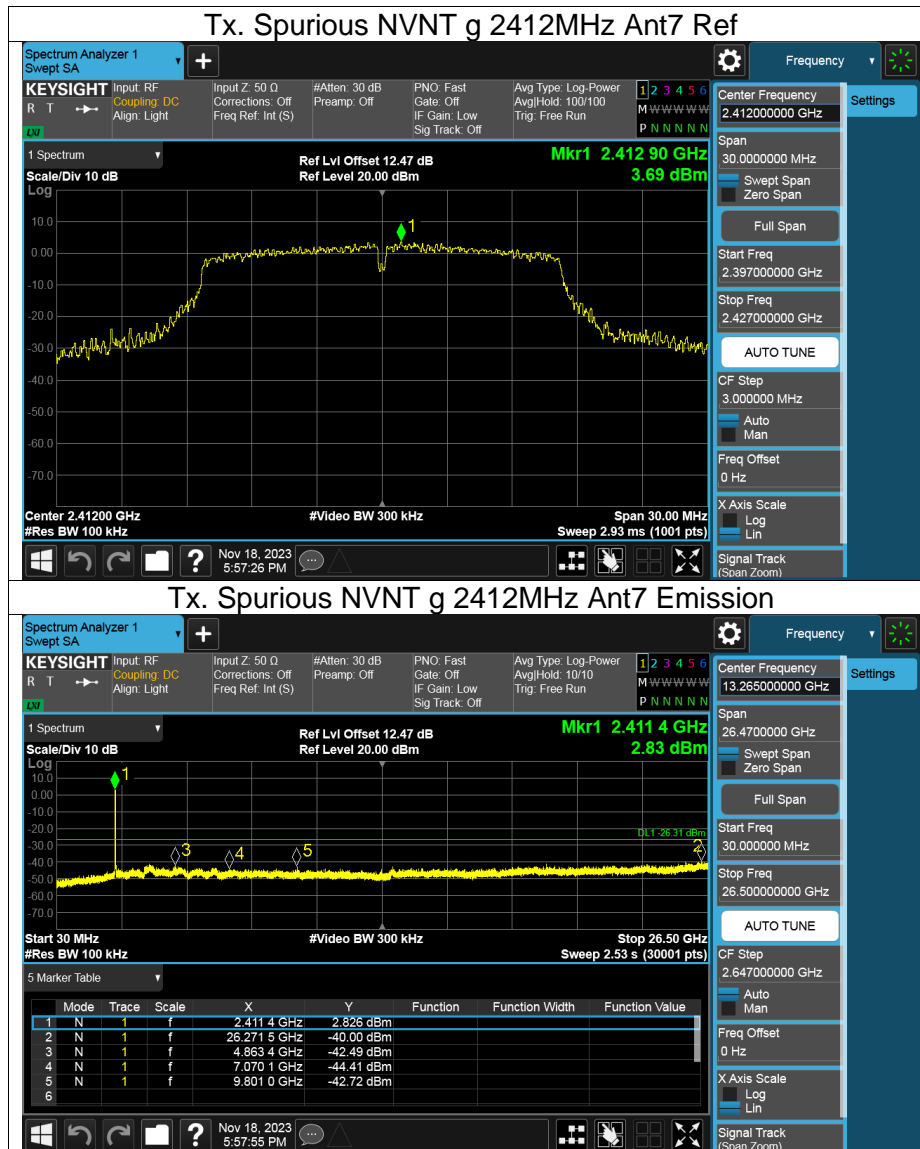 Tx. Spurious NVNT g 2412MHz Ant7 Ref
Spectrum Analyzer 1
Swept SA
+
Frequency
KEYSIGHT
R T
LXI
Input: RF
Coupling: DC
Align: Light
Input Z: 50 Ω
Corrections: Off
Freq Ref: Int (S)
#Atten: 30 dB
Preamp: Off
PNO: Fast
Gate: Off
IF Gain: Low
Sig Track: Off
Avg Type: Log-Power
Avg|Hold: 100/100
Trig: Free Run
1 2 3 4 5 6
M W W W W W
P N N N N N
Center Frequency
2.412000000 GHz
Settings
1 Spectrum
Scale/Div 10 dB
Ref Lvl Offset 12.47 dB
Ref Level 20.00 dBm
Mkr1 2.412 90 GHz
3.69 dBm
Span
30.0000000 MHz
Swept Span
Zero Span
Log
10.0
0.00
-10.0
-20.0
-30.0
-40.0
-50.0
-60.0
-70.0
1
Full Span
Start Freq
2.397000000 GHz
Stop Freq
2.427000000 GHz
AUTO TUNE
CF Step
3.000000 MHz
Auto
Man
Freq Offset
0 Hz
X Axis Scale
Log
Lin
Signal Track
(Span Zoom)
Center 2.41200 GHz
#Video BW 300 kHz
Span 30.00 MHz
#Res BW 100 kHz
Sweep 2.93 ms (1001 pts)
?
Nov 18, 2023
5:57:26 PM
Tx. Spurious NVNT g 2412MHz Ant7 Emission
Spectrum Analyzer 1
Swept SA
+
Frequency
KEYSIGHT
R T
LXI
Input: RF
Coupling: DC
Align: Light
Input Z: 50 Ω
Corrections: Off
Freq Ref: Int (S)
#Atten: 30 dB
Preamp: Off
PNO: Fast
Gate: Off
IF Gain: Low
Sig Track: Off
Avg Type: Log-Power
Avg|Hold: 10/10
Trig: Free Run
1 2 3 4 5 6
M W W W W W
P N N N N N
Center Frequency
13.265000000 GHz
Settings
1 Spectrum
Scale/Div 10 dB
Ref Lvl Offset 12.47 dB
Ref Level 20.00 dBm
Mkr1 2.411 4 GHz
2.83 dBm
Span
26.4700000 GHz
Swept Span
Zero Span
Log
10.0
0.00
-10.0
-20.0
-30.0
-40.0
-50.0
-60.0
-70.0
1
DL1 -26.31 dBm
3
4
5
2
Full Span
Start Freq
30.000000 MHz
Stop Freq
26.500000000 GHz
AUTO TUNE
CF Step
2.647000000 GHz
Auto
Man
Freq Offset
0 Hz
X Axis Scale
Log
Lin
Signal Track
(Span Zoom)
Start 30 MHz
#Video BW 300 kHz
Stop 26.50 GHz
#Res BW 100 kHz
Sweep 2.53 s (30001 pts)
5 Marker Table
Mode Trace Scale X Y Function Function Width Function Value
1 N 1 f 2.411 4 GHz 2.826 dBm
2 N 1 f 26.271 5 GHz -40.00 dBm
3 N 1 f 4.863 4 GHz -42.49 dBm
4 N 1 f 7.070 1 GHz -44.41 dBm
5 N 1 f 9.801 0 GHz -42.72 dBm
6
?
Nov 18, 2023
5:57:55 PM